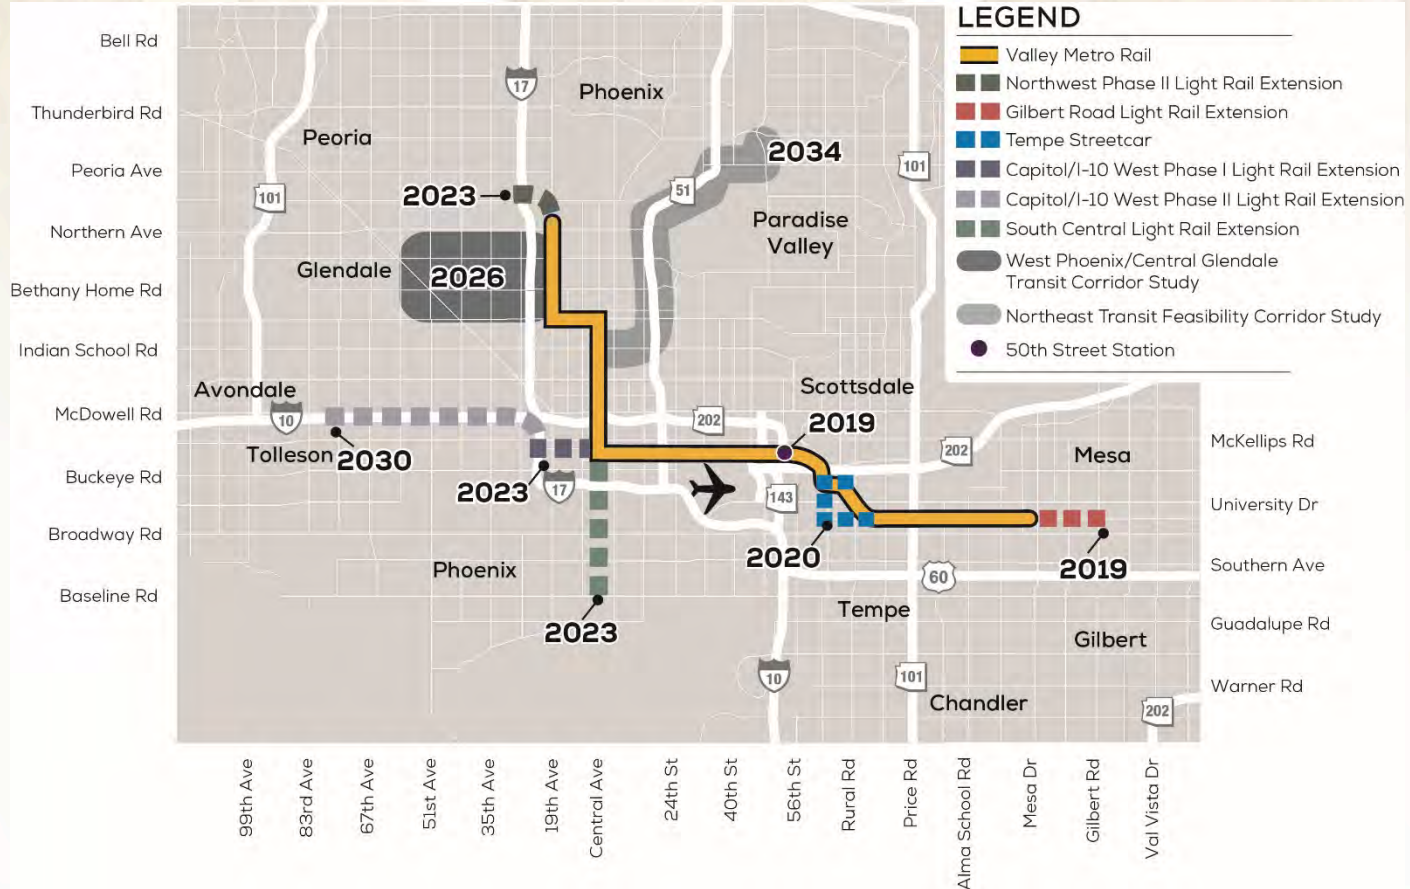 LEGEND
Valley Metro Rail
Northwest Phase II Light Rail Extension
Gilbert Road Light Rail Extension
Tempe Streetcar
Capitol/I-10 West Phase I Light Rail Extension
Capitol/I-10 West Phase II Light Rail Extension
South Central Light Rail Extension
West Phoenix/Central Glendale
Transit Corridor Study
Northeast Transit Feasibility Corridor Study
50th Street Station
Bell Rd
Thunderbird Rd
Peoria Ave
Northern Ave
Bethany Home Rd
Indian School Rd
McDowell Rd
Buckeye Rd
Broadway Rd
Baseline Rd
17
Phoenix
Peoria
2034
101
101
51
2023
Paradise
Valley
Glendale
2026
Avondale
Scottsdale
10
202
2019
Tolleson
2030
202
Mesa
2023
17
143
2020
2019
60
Phoenix
Tempe
2023
Gilbert
10
101
Chandler
202
McKellips Rd
University Dr
Southern Ave
Guadalupe Rd
Warner Rd
99th Ave
83rd Ave
67th Ave
51st Ave
35th Ave
19th Ave
Central Ave
24th St
40th St
56th St
Rural Rd
Price Rd
Alma School Rd
Mesa Dr
Gilbert Rd
Val Vista Dr